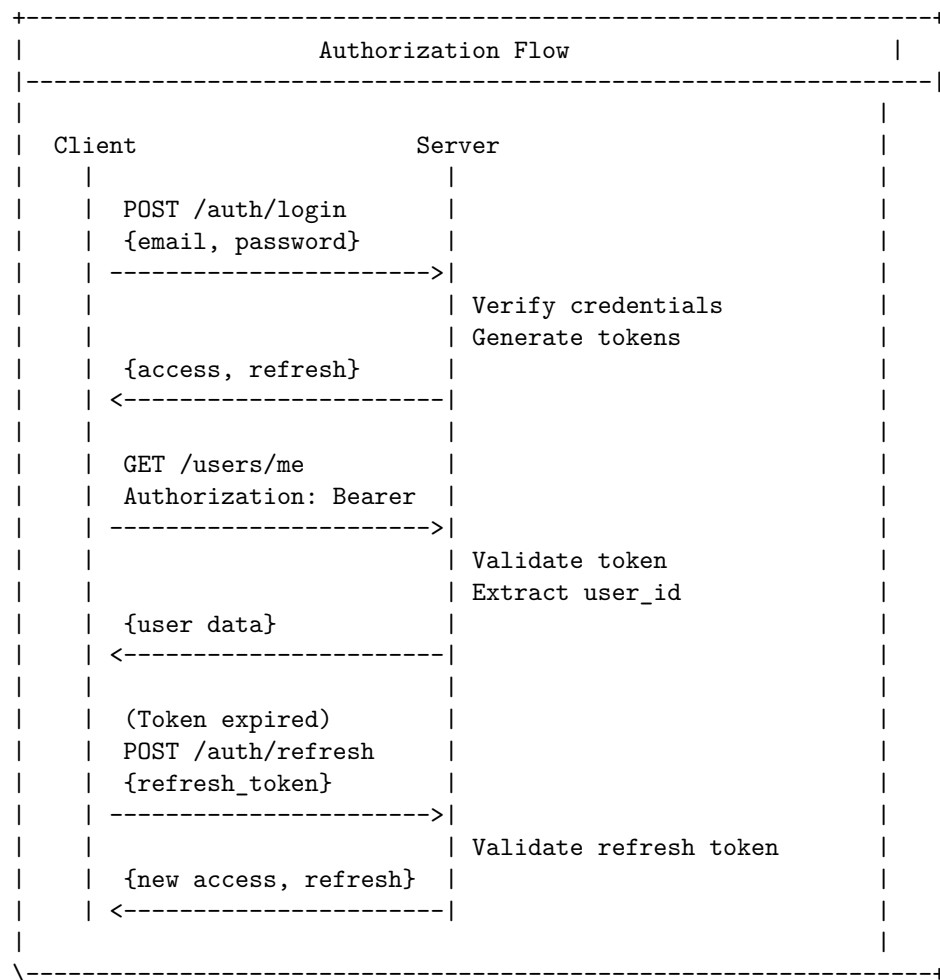 Authorization Flow
Client Server
POST /auth/login
{email, password}
Verify credentials
Generate tokens
{access, refresh}
GET /users/me
Authorization: Bearer
Validate token
Extract user_id
{user data}
(Token expired)
POST /auth/refresh
{refresh_token}
Validate refresh token
{new access, refresh}